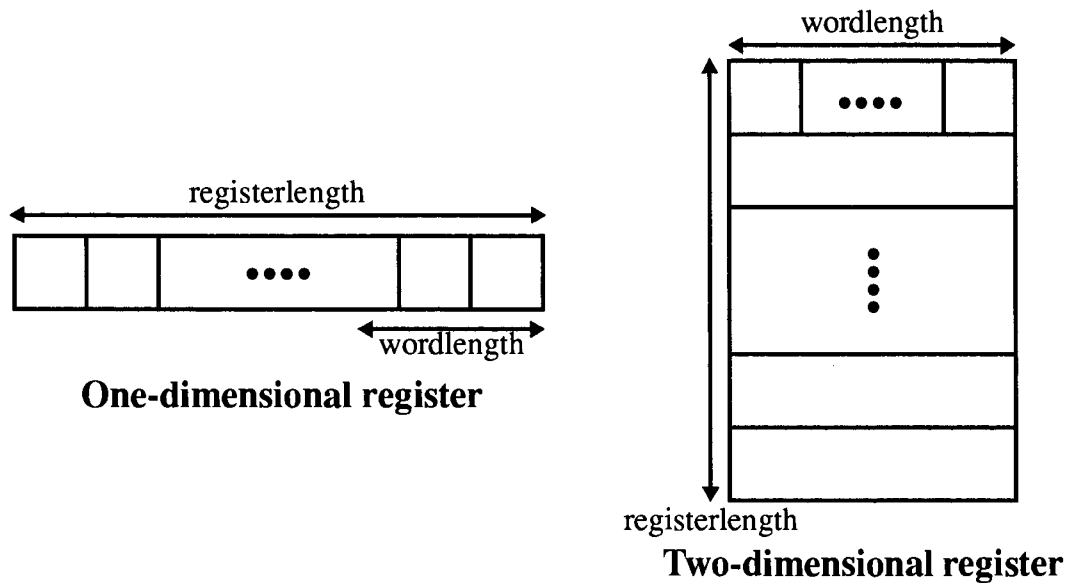 registerlength
wordlength
One-dimensional register
wordlength
registerlength
Two-dimensional register